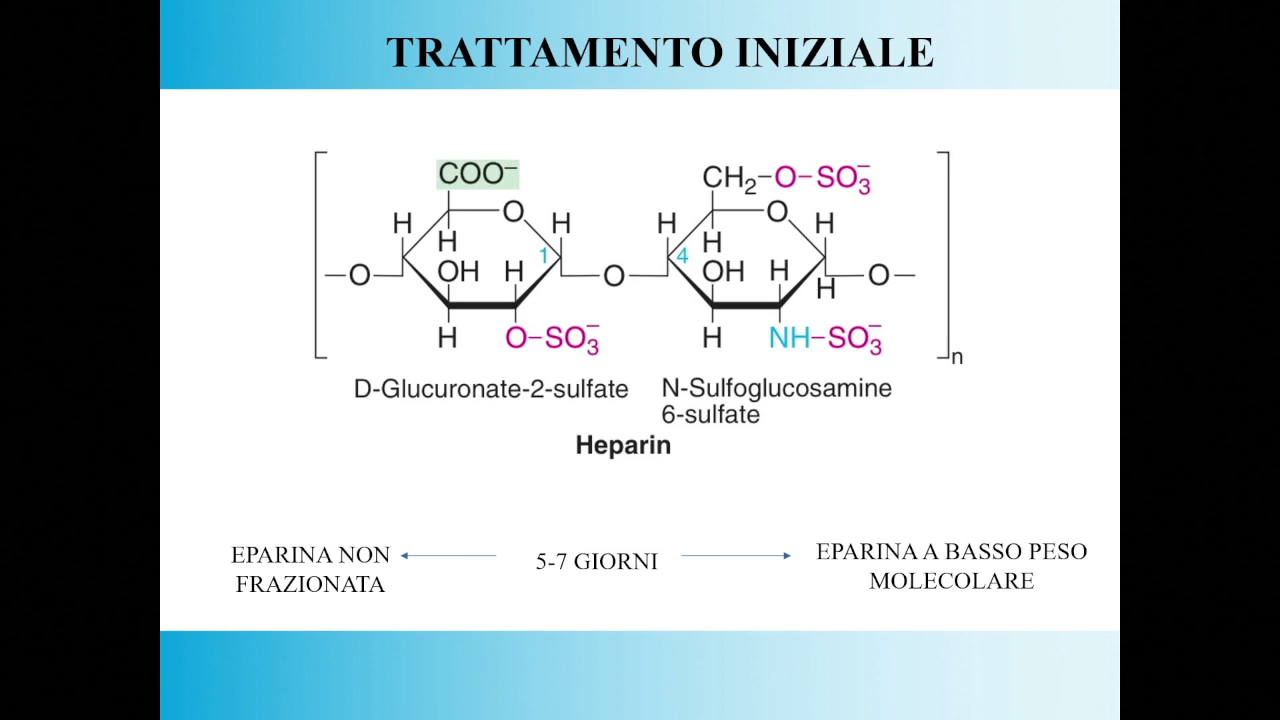 TRATTAMENTO INIZIALE
COO⁻
CH₂–O–SO₃⁻
H O H H O H
H H
1 4
–O OH H O OH H H O–
H O–SO₃⁻ H NH–SO₃⁻
n
D-Glucuronate-2-sulfate
N-Sulfoglucosamine
6-sulfate
Heparin
EPARINA NON
FRAZIONATA
5-7 GIORNI
EPARINA A BASSO PESO
MOLECOLARE